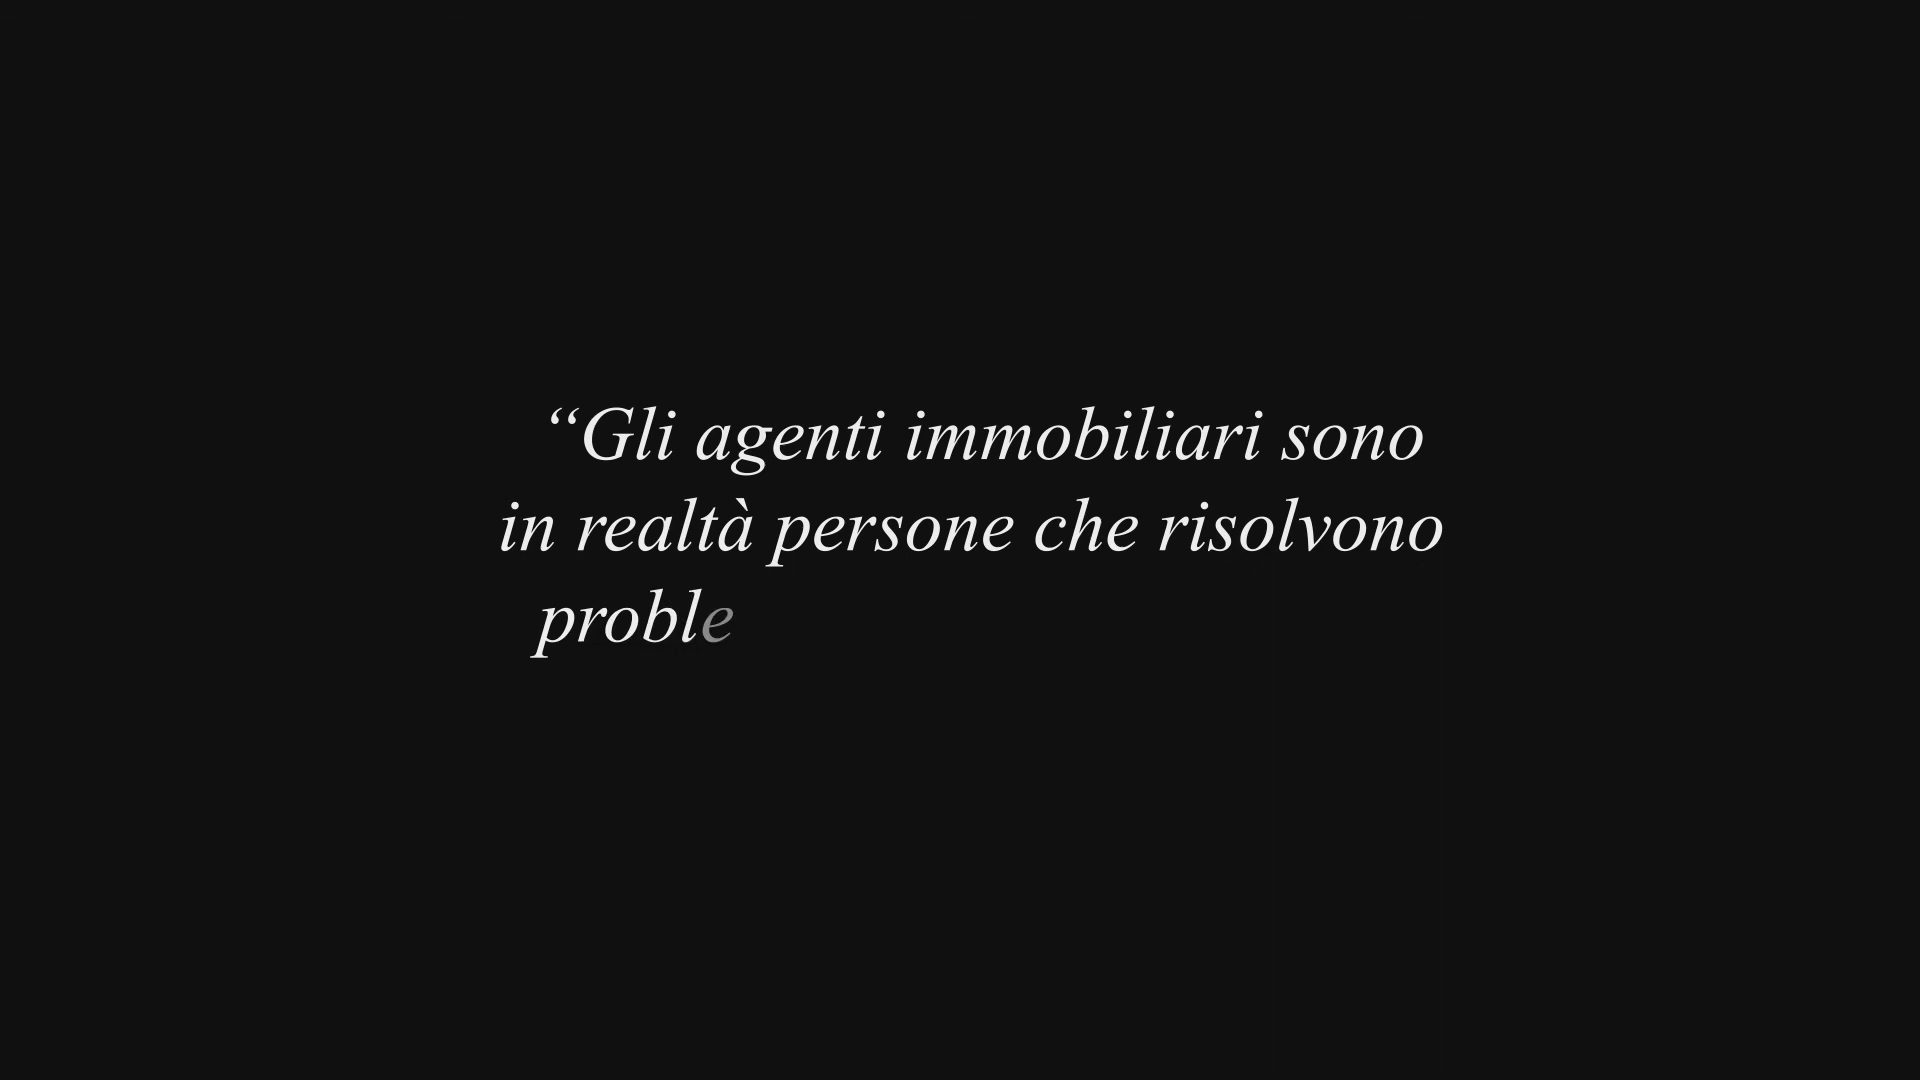 “Gli agenti immobiliari sono
in realtà persone che risolvono
proble